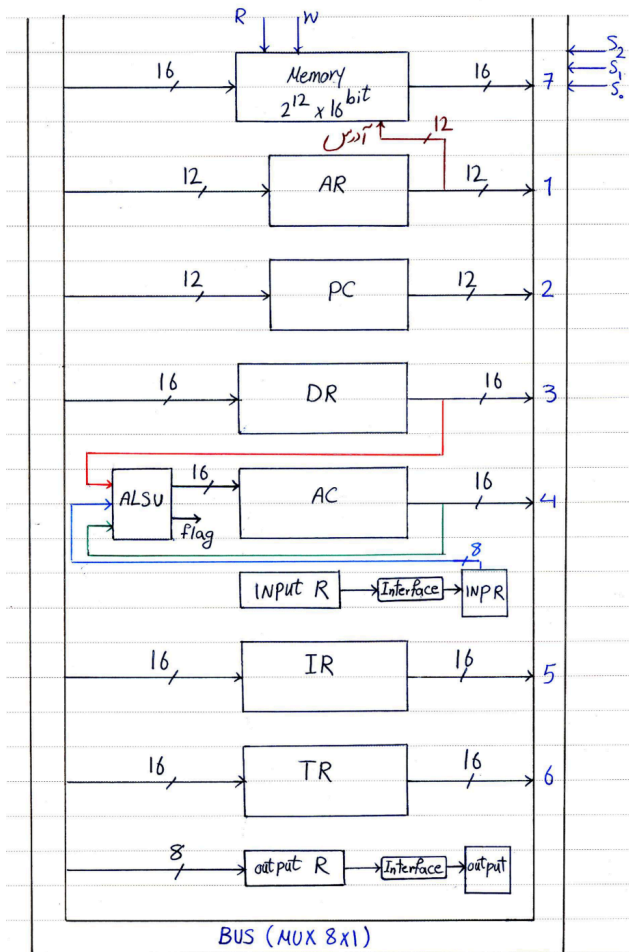 R W
S₂
S₁
S₀
16 Memory 16 7
2¹² x 16 bit
آدرس 12
12 AR 12 1
12 PC 12 2
16 DR 16 3
ALSU 16 AC 16 4
flag
8
INPUT R Interface INPR
16 IR 16 5
16 TR 16 6
8 output R Interface output
BUS (MUX 8x1)